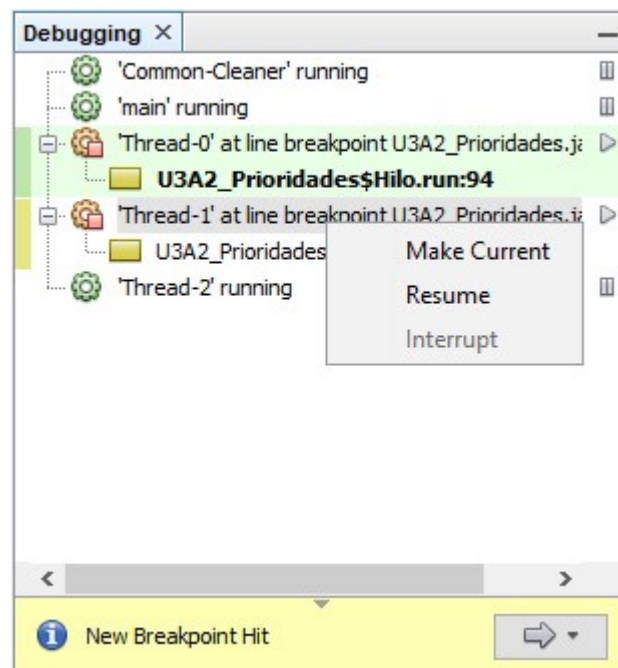 Debugging
'Common-Cleaner' running
'main' running
'Thread-0' at line breakpoint U3A2_Prioridades.ja
U3A2_Prioridades$Hilo.run:94
'Thread-1' at line breakpoint U3A2_Prioridades.ja
U3A2_Prioridades
Make Current
'Thread-2' running
Resume
Interrupt
New Breakpoint Hit